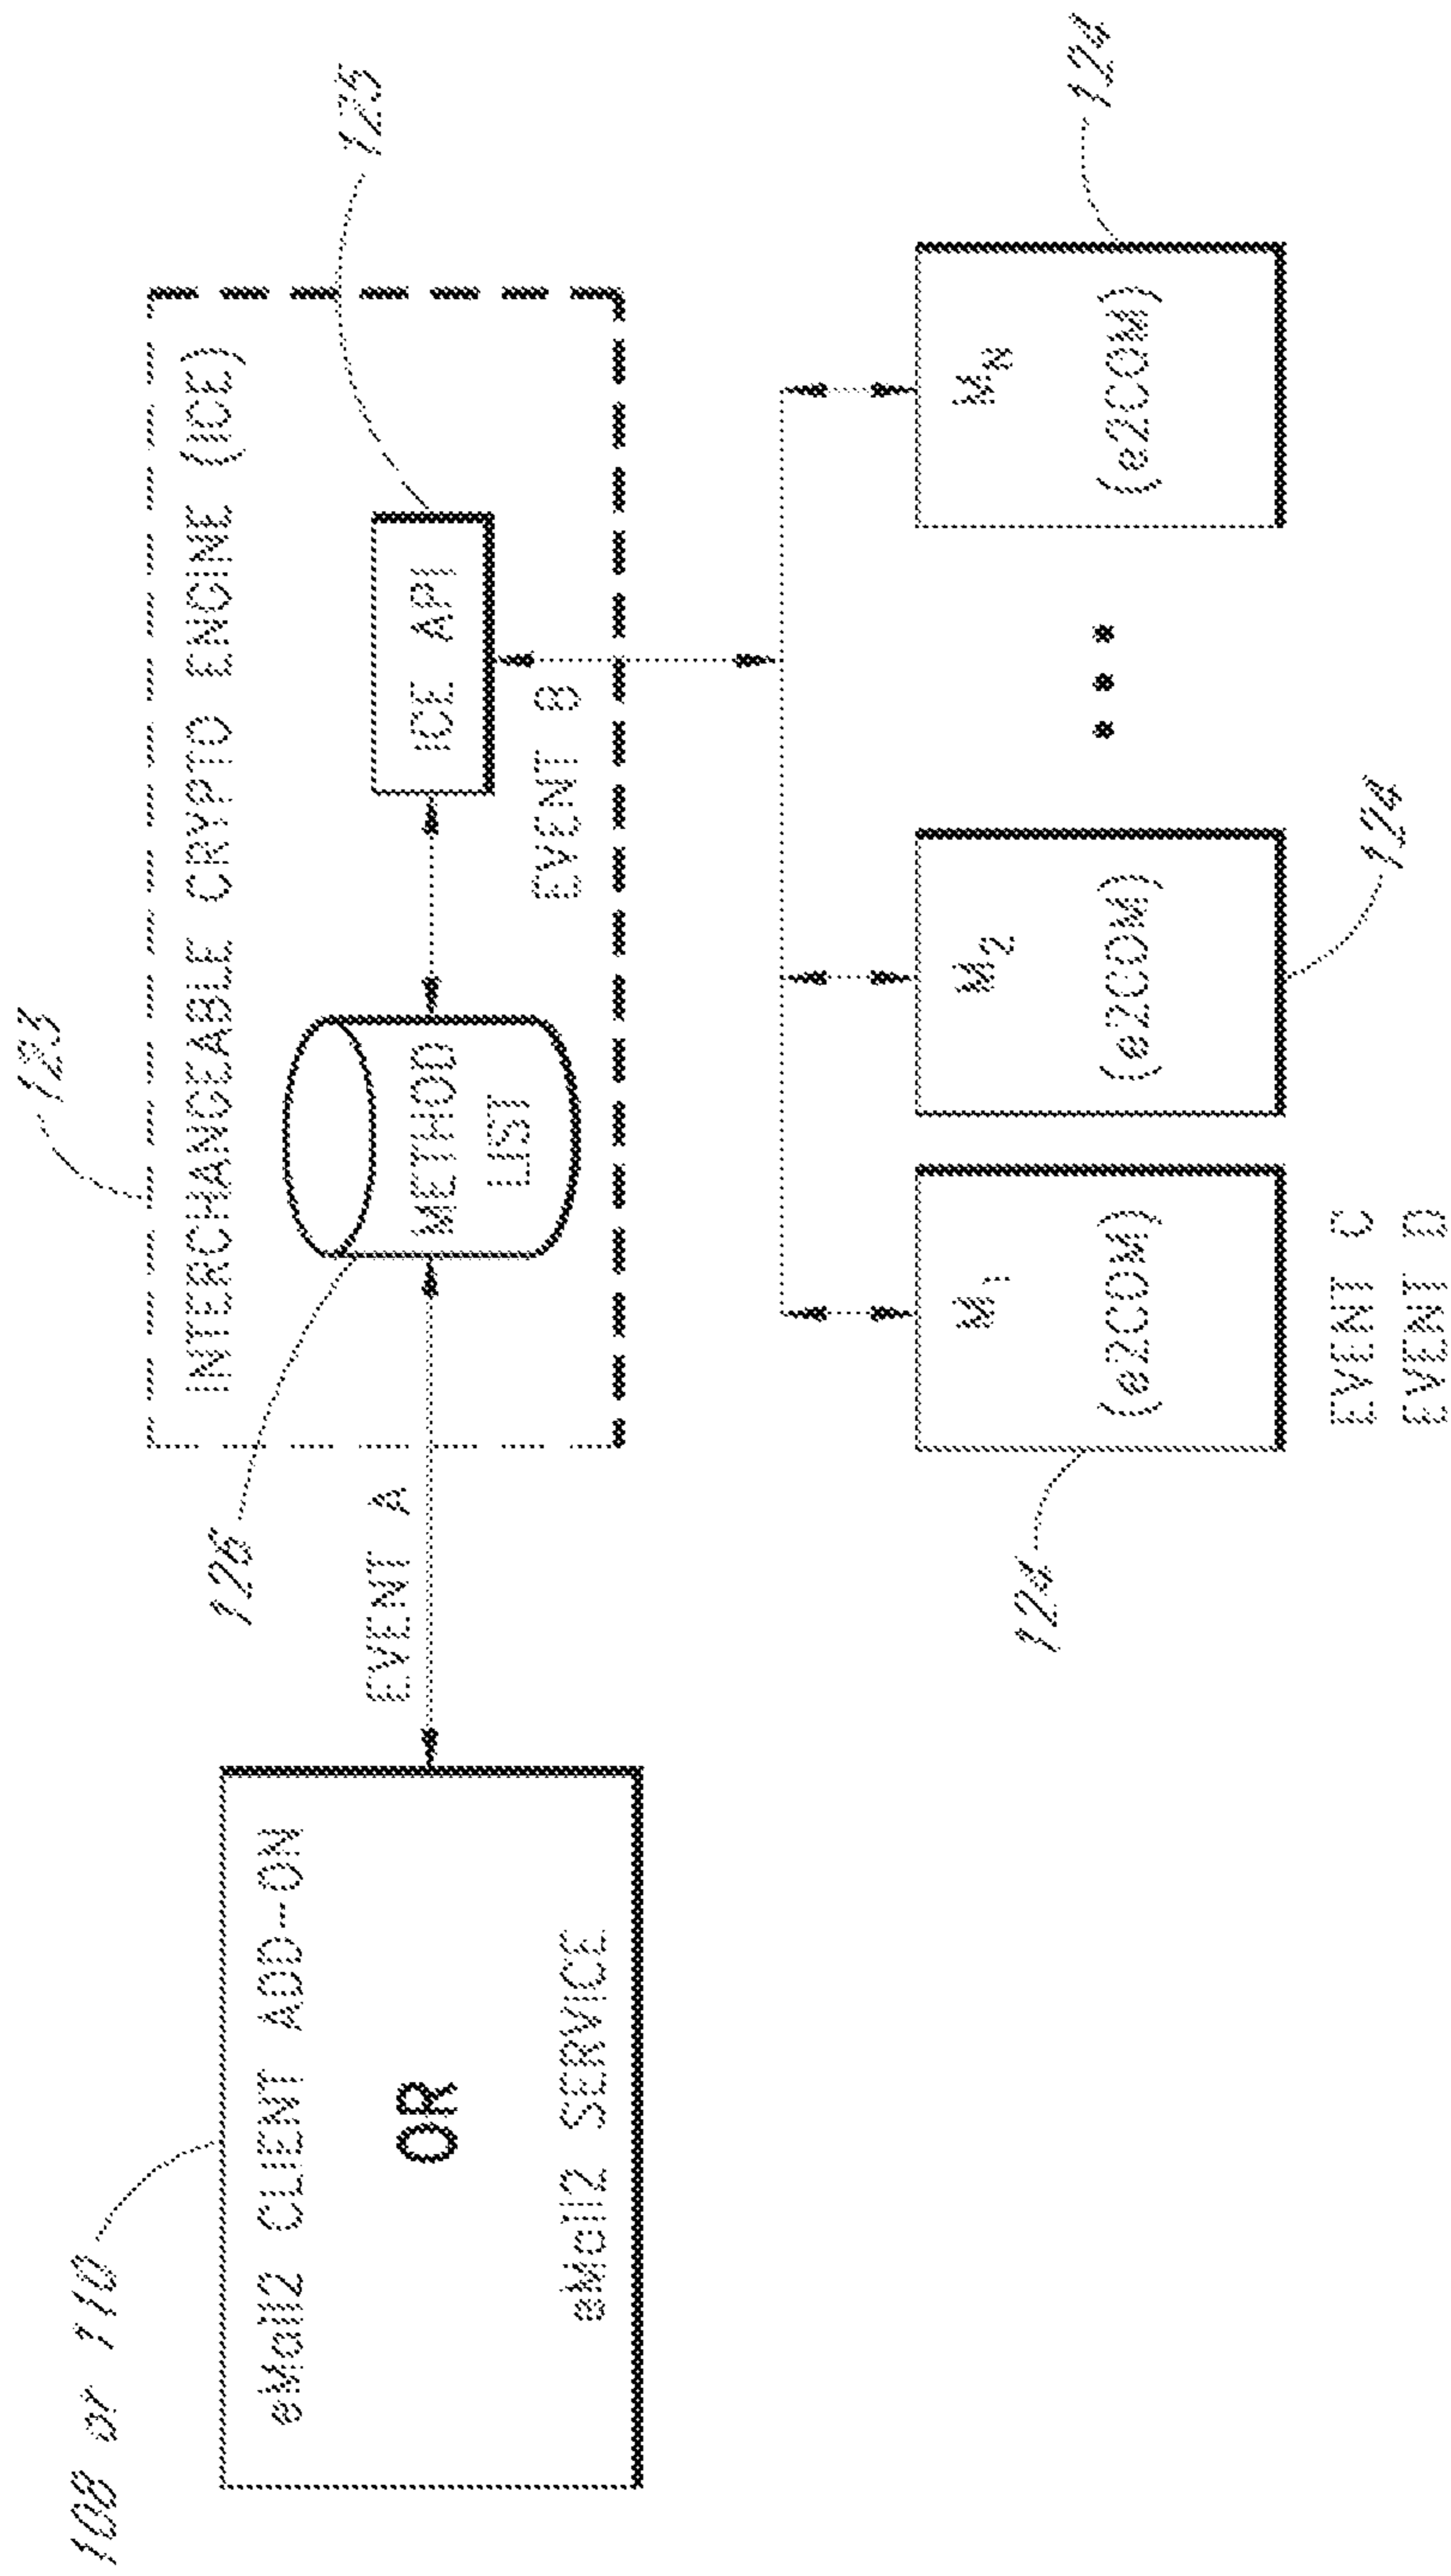 108 or 110
eMail2 CLIENT ADD-ON
OR
eMail2 SERVICE
EVENT A
123
INTERCHANGEABLE CRYPTO ENGINE (ICE)
126
METHOD
LIST
ICE API
125
EVENT B
M1
(e2COM)
124
EVENT C
EVENT D
M2
(e2COM)
124
MN
(e2COM)
124